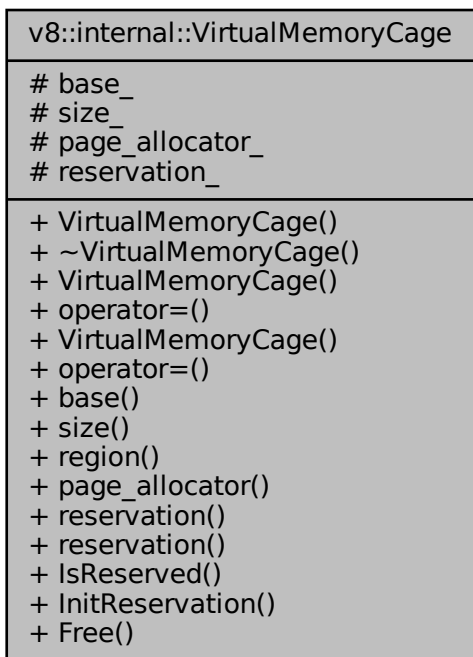 v8::internal::VirtualMemoryCage
# base_
# size_
# page_allocator_
# reservation_
+ VirtualMemoryCage()
+ ~VirtualMemoryCage()
+ VirtualMemoryCage()
+ operator=()
+ VirtualMemoryCage()
+ operator=()
+ base()
+ size()
+ region()
+ page_allocator()
+ reservation()
+ reservation()
+ IsReserved()
+ InitReservation()
+ Free()